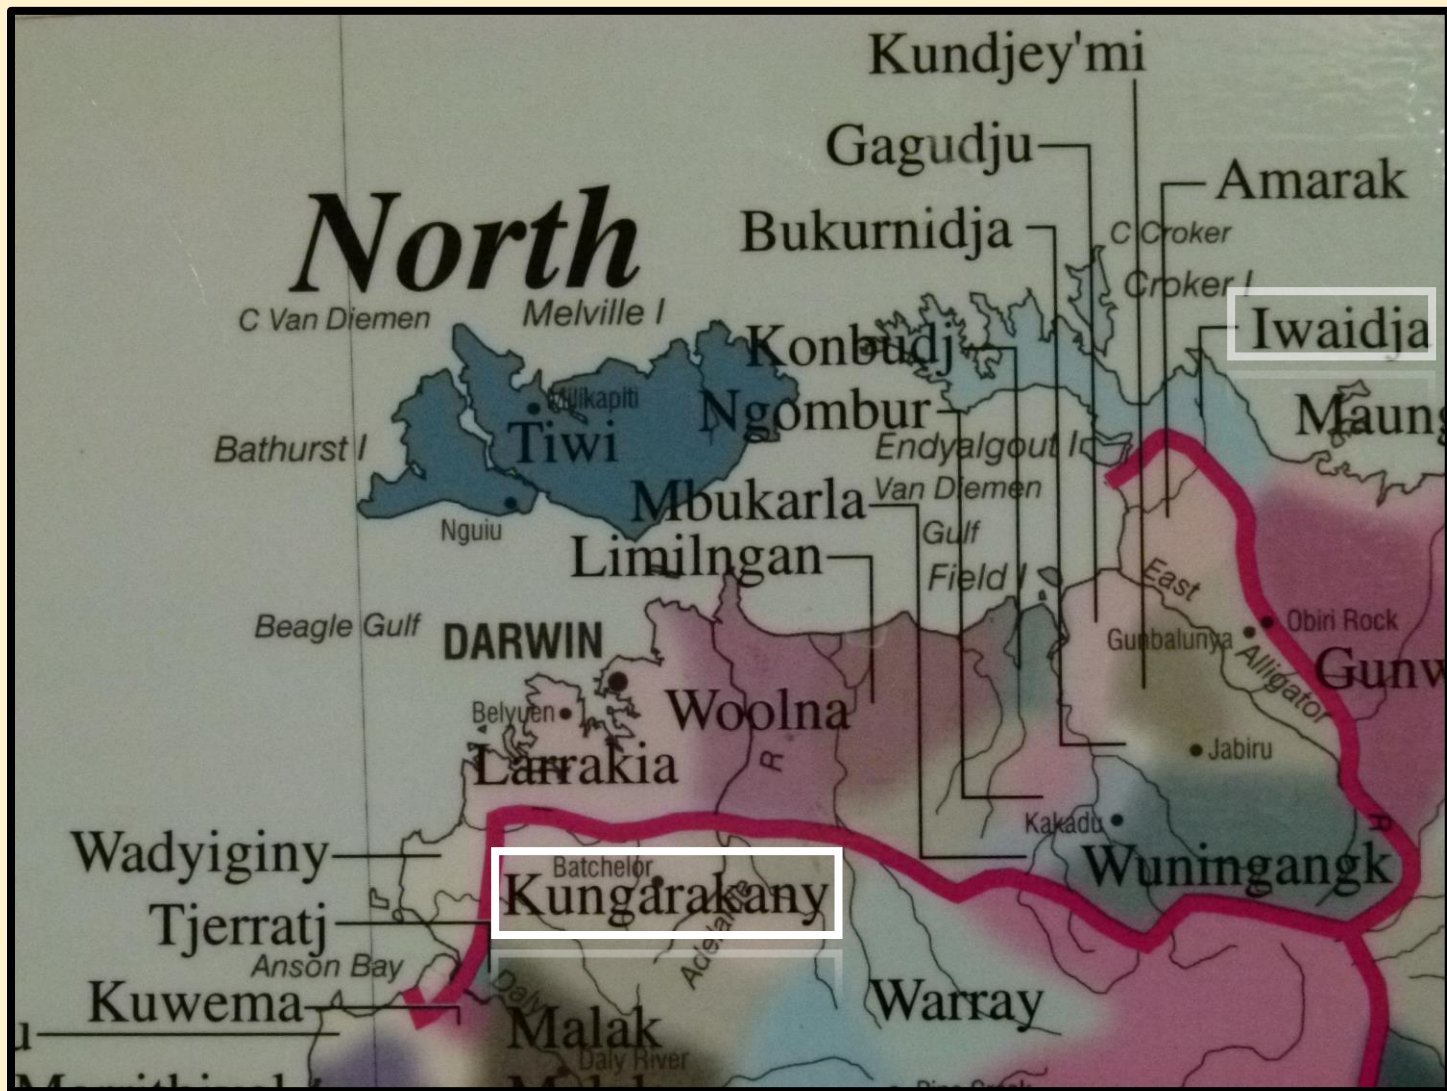 Kundjey'mi
Gagudju
Amarak
Bukurnidja
C Croker
North
Croker I
C Van Diemen
Melville I
Iwaidja
Konbudj
Milikapiti
Ngombur
Maung
Tiwi
Bathurst I
Endyalgout I
Mbukarla
Van Diemen
Gulf
Nguiu
Limilngan
Field I
East
Alligator
R
Beagle Gulf
DARWIN
Gunbalunya
Obiri Rock
Gunw
Belyuen
Woolna
Jabiru
Larrakia
R
Kakadu
Wadyiginy
Batchelor
Wuningangk
Kungarakany
Adelaide
Tjerratj
Anson Bay
Daly
Kuwema
Warray
u
Malak
Daly River